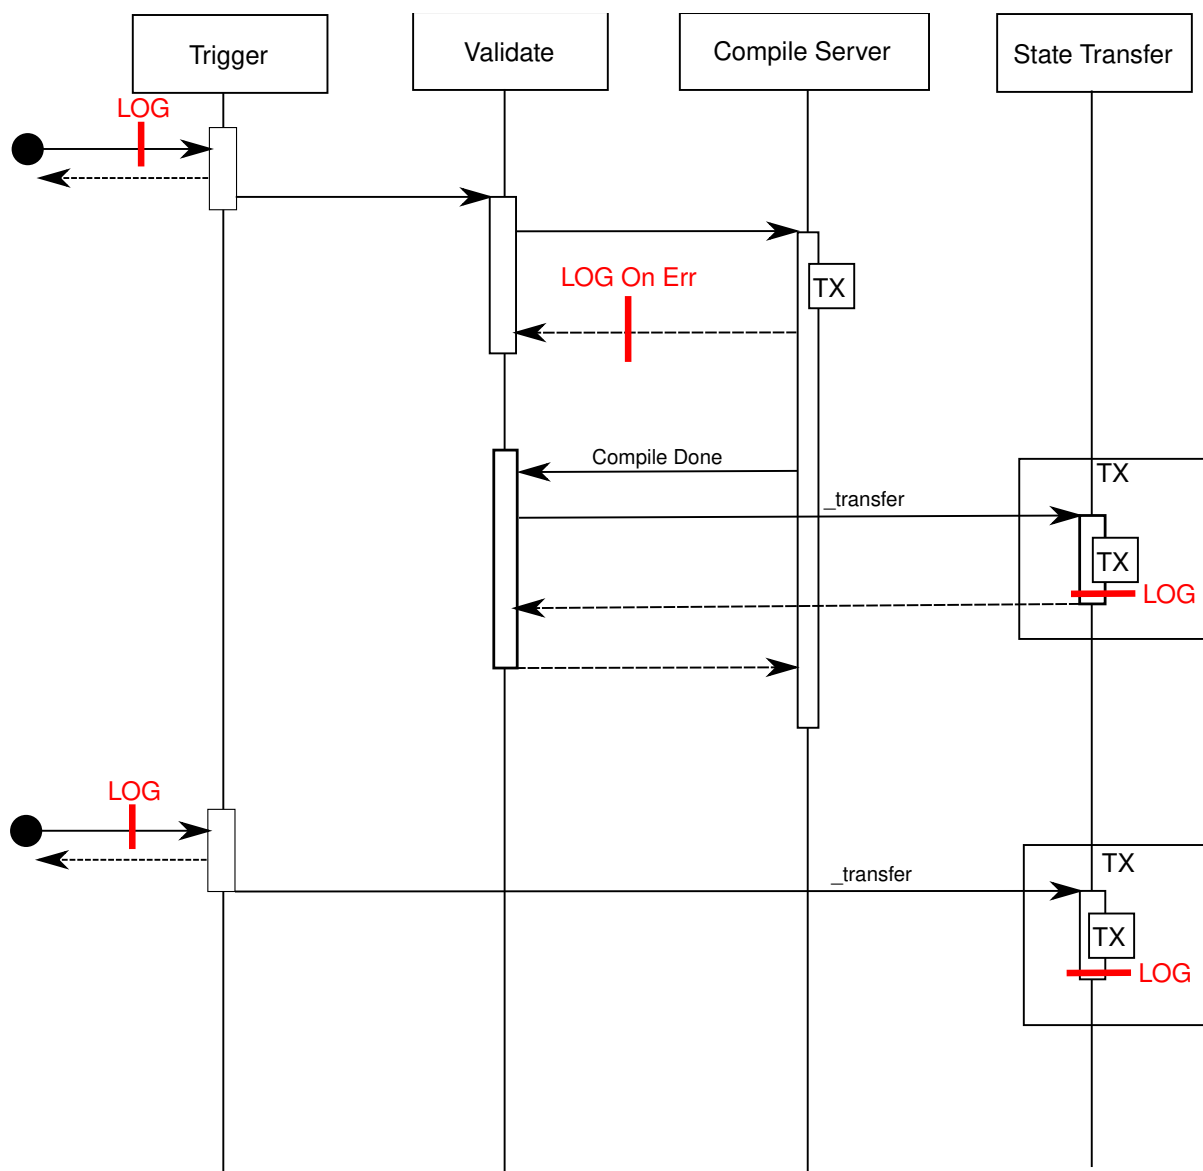 Trigger
Validate
Compile Server
State Transfer
LOG
LOG On Err
TX
Compile Done
TX
_transfer
TX
LOG
LOG
TX
_transfer
TX
LOG